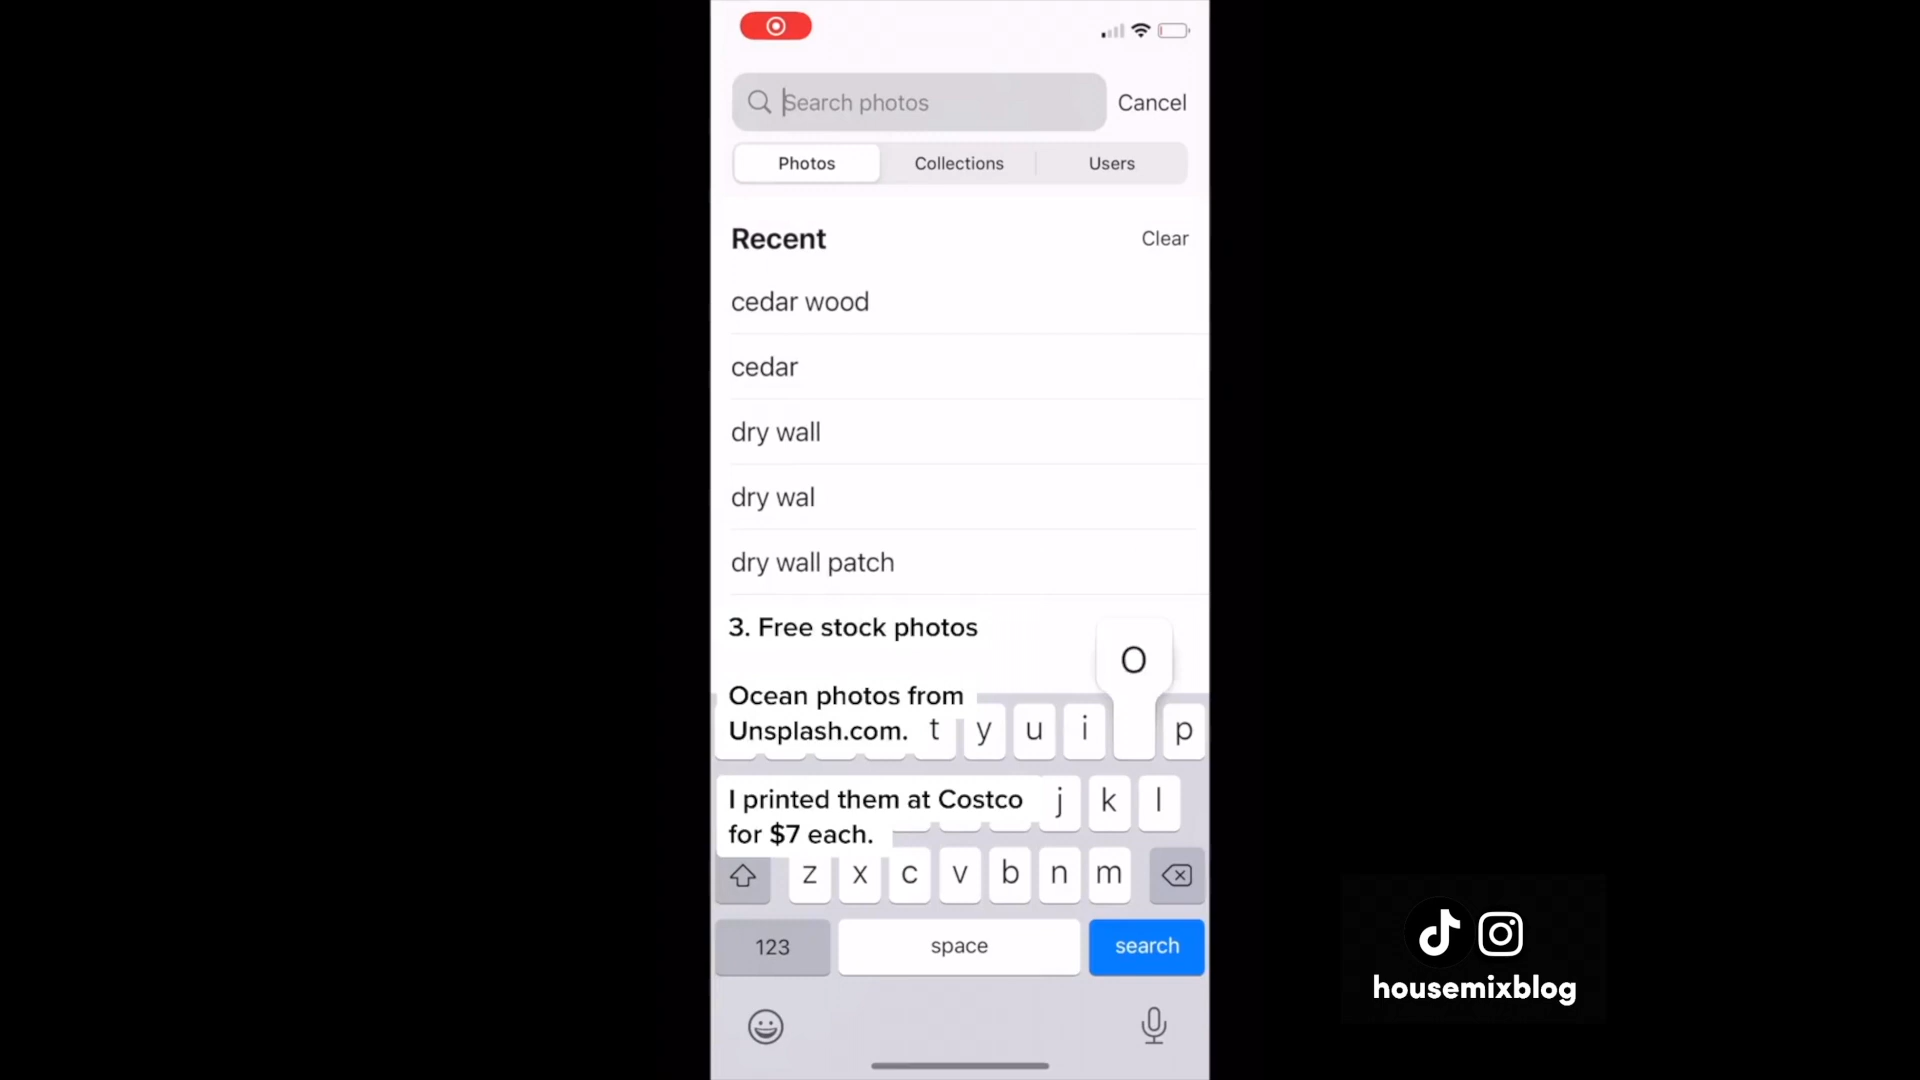 Search photos
Cancel
Photos
Collections
Users
Recent
Clear
cedar wood
cedar
dry wall
dry wal
dry wall patch
3. Free stock photos
O
Ocean photos from
Unsplash.com.
t y u i p
I printed them at Costco
for $7 each.
j k l
z x c v b n m
123
space
search
housemixblog